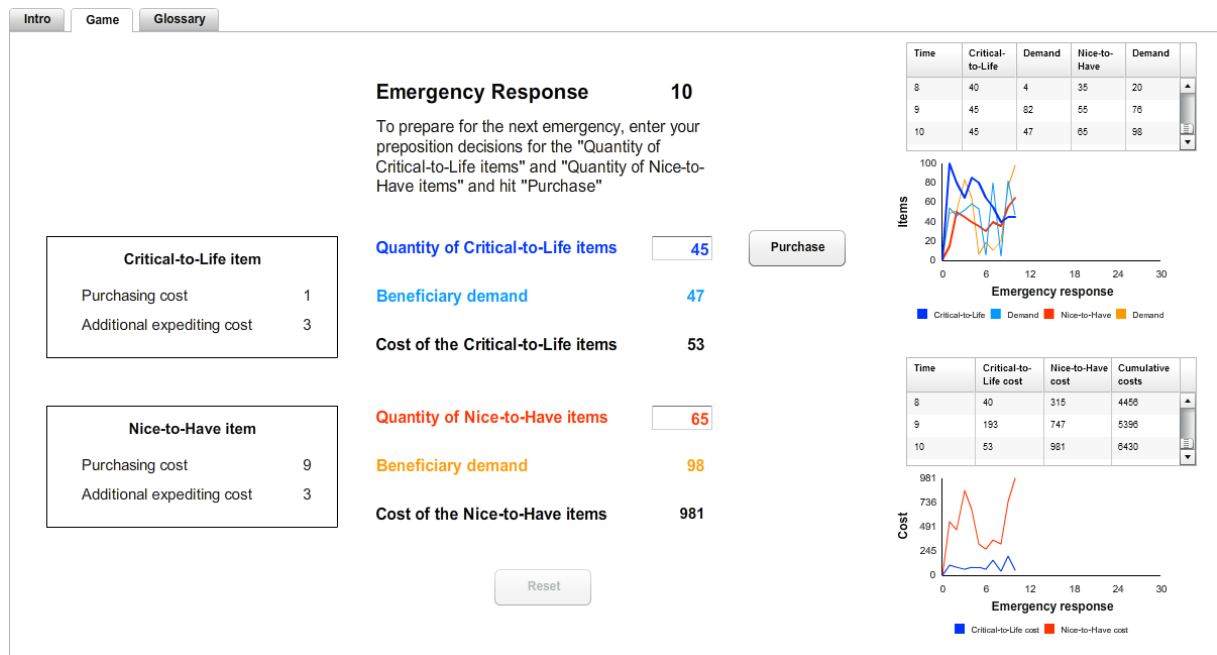 Intro Game Glossary
Emergency Response 10
To prepare for the next emergency, enter your
preposition decisions for the "Quantity of
Critical-to-Life items" and "Quantity of Nice-to-
Have items" and hit "Purchase"
Critical-to-Life item
Purchasing cost 1
Additional expediting cost 3
Quantity of Critical-to-Life items 45 Purchase
Beneficiary demand 47
Cost of the Critical-to-Life items 53
Nice-to-Have item
Purchasing cost 9
Additional expediting cost 3
Quantity of Nice-to-Have items 65
Beneficiary demand 98
Cost of the Nice-to-Have items 981
Reset
Time Critical- Demand Nice-to- Demand
to-Life Have
8 40 4 35 20
9 45 82 55 76
10 45 47 65 98
100
80
60
40
20
0
Items
0 6 12 18 24 30
Emergency response
Critical-to-Life Demand Nice-to-Have Demand
Time Critical-to- Nice-to-Have Cumulative
Life cost cost costs
8 40 315 4456
9 193 747 5396
10 53 981 6430
981
736
491
245
0
Cost
0 6 12 18 24 30
Emergency response
Critical-to-Life cost Nice-to-Have cost